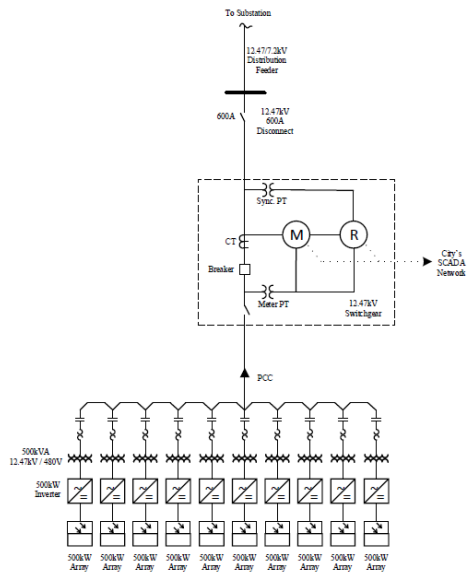 To Substation
12.47/7.2kV
Distribution
Feeder
600A
12.47kV
600A
Disconnect
Sync. PT
CT
M
R
Breaker
City's
SCADA
Network
Meter PT
12.47kV
Switchgear
PCC
500kVA
12.47kV / 480V
500kW
Inverter
500kW 500kW 500kW 500kW 500kW 500kW 500kW 500kW 500kW 500kW
Array Array Array Array Array Array Array Array Array Array